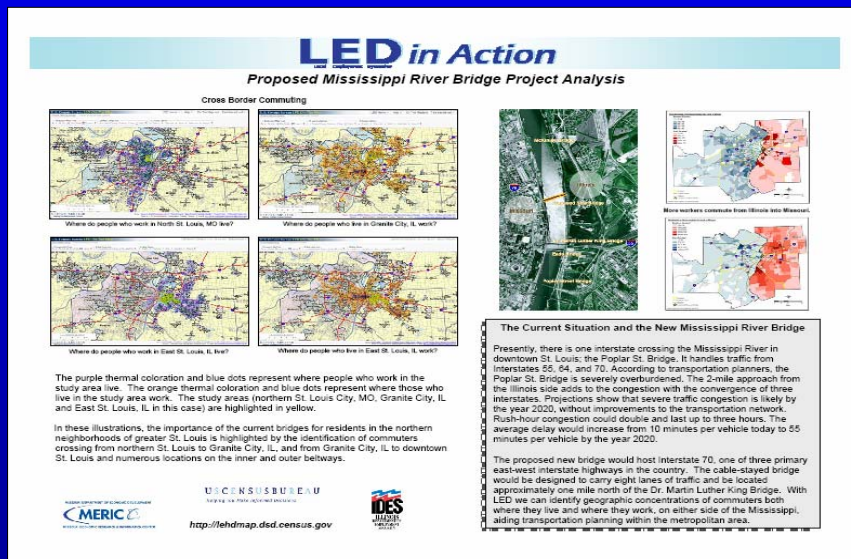 LED in Action
Proposed Mississippi River Bridge Project Analysis
Cross Border Commuting
Where do people who work in North St. Louis, MO live?
Where do people who live in Granite City, IL work?
Where do people who work in East St. Louis, IL live?
Where do people who live in East St. Louis, IL work?
The purple thermal coloration and blue dots represent where people who work in the
study area live. The orange thermal coloration and blue dots represent where those who
live in the study area work. The study areas (northern St. Louis City, MO, Granite City, IL
and East St. Louis, IL in this case) are highlighted in yellow.
In these illustrations, the importance of the current bridges for residents in the northern
neighborhoods of greater St. Louis is highlighted by the identification of commuters
crossing from northern St. Louis to Granite City, IL, and from Granite City, IL to downtown
St. Louis and numerous locations on the inner and outer beltways.
MERIC
USCENSUSBUREAU
Helping You Make Informed Decisions
http://lehdmap.dsd.census.gov
IDES
Missouri
Illinois
More workers commute from Illinois into Missouri.
The Current Situation and the New Mississippi River Bridge
Presently, there is one interstate crossing the Mississippi River in
downtown St. Louis; the Poplar St. Bridge. It handles traffic from
Interstates 55, 64, and 70. According to transportation planners, the
Poplar St. Bridge is severely overburdened. The 2-mile approach from
the Illinois side adds to the congestion with the convergence of three
interstates. Projections show that severe traffic congestion is likely by
the year 2020, without improvements to the transportation network.
Rush-hour congestion could double and last up to three hours. The
average delay would increase from 10 minutes per vehicle today to 55
minutes per vehicle by the year 2020.
The proposed new bridge would host Interstate 70, one of three primary
east-west interstate highways in the country. The cable-stayed bridge
would be designed to carry eight lanes of traffic and be located
approximately one mile north of the Dr. Martin Luther King Bridge. With
LED we can identify geographic concentrations of commuters both
where they live and where they work, on either side of the Mississippi,
aiding transportation planning within the metropolitan area.